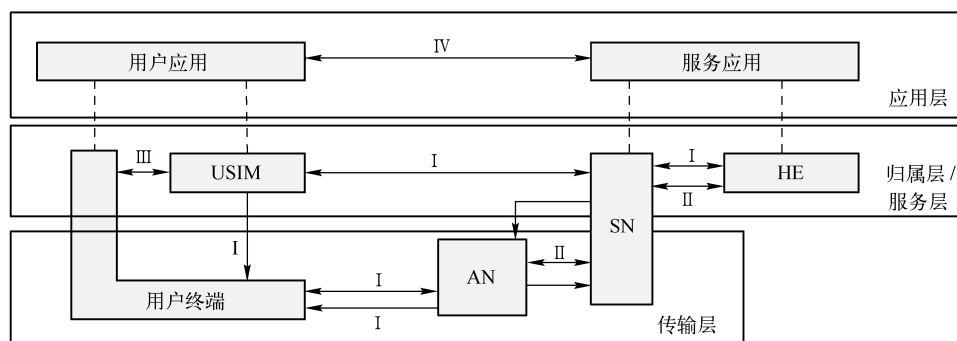 Ⅳ
用户应用
服务应用
应用层
Ⅲ
USIM
Ⅰ
Ⅰ
HE
Ⅱ
归属层/
服务层
SN
Ⅰ
AN
Ⅱ
Ⅰ
用户终端
Ⅰ
传输层